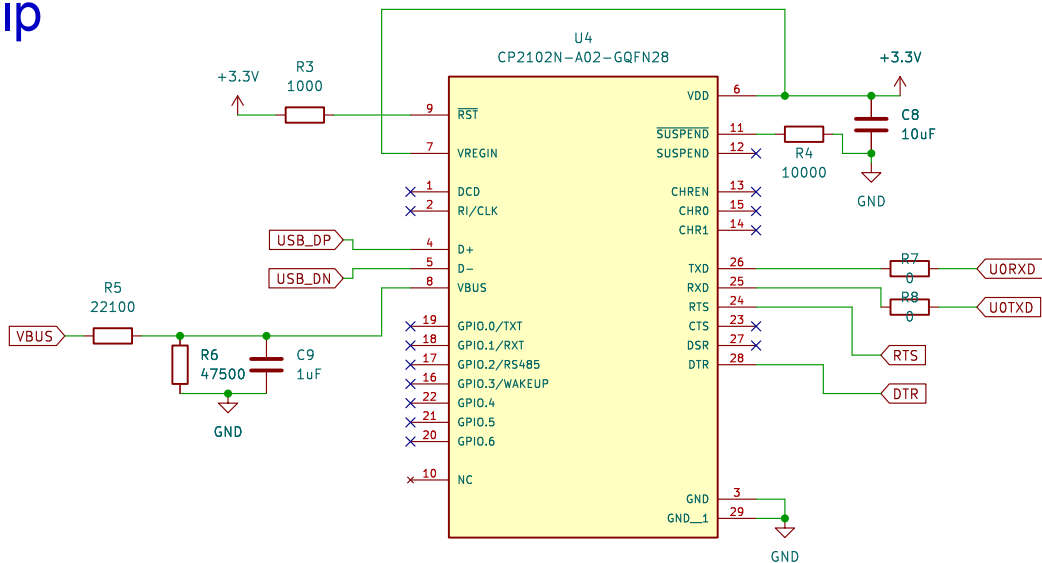 ip
U4
CP2102N-A02-GQFN28
+3.3V
R3
1000
+3.3V
9 RST
7 VREGIN
1 DCD
2 RI/CLK
4 D+
5 D-
8 VBUS
19 GPIO.0/TXT
18 GPIO.1/RXT
17 GPIO.2/RS485
16 GPIO.3/WAKEUP
22 GPIO.4
21 GPIO.5
20 GPIO.6
10 NC
VDD 6
SUSPEND 11
SUSPEND 12
CHREN 13
CHR0 15
CHR1 14
TXD 26
RXD 25
RTS 24
CTS 23
DSR 27
DTR 28
GND 3
GND__1 29
C8
10uF
R4
10000
GND
USB_DP
USB_DN
R5
22100
VBUS
R6
47500
C9
1uF
GND
R7
0
U0RXD
R8
0
U0TXD
RTS
DTR
GND